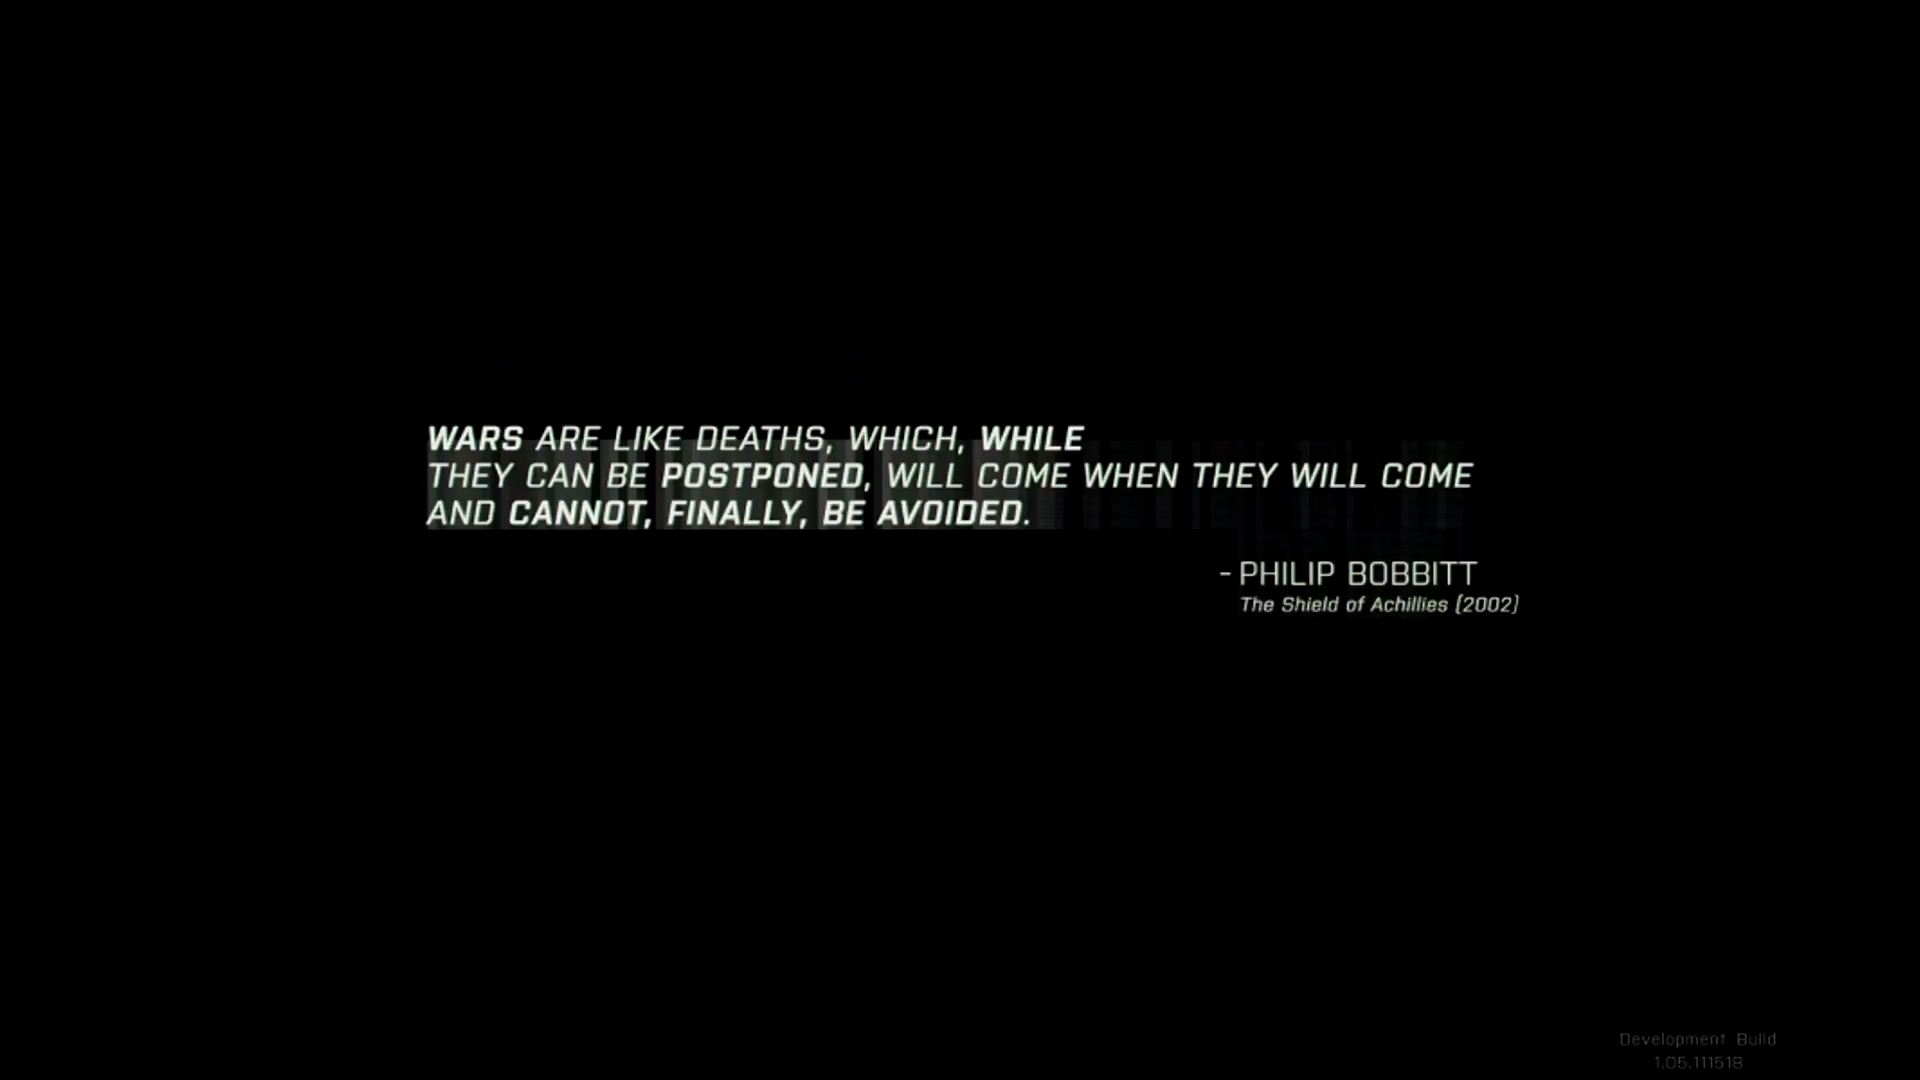 WARS ARE LIKE DEATHS, WHICH, WHILE
THEY CAN BE POSTPONED, WILL COME WHEN THEY WILL COME
AND CANNOT, FINALLY, BE AVOIDED.
- PHILIP BOBBITT
The Shield of Achillies (2002)
Development Build
1.05.111518